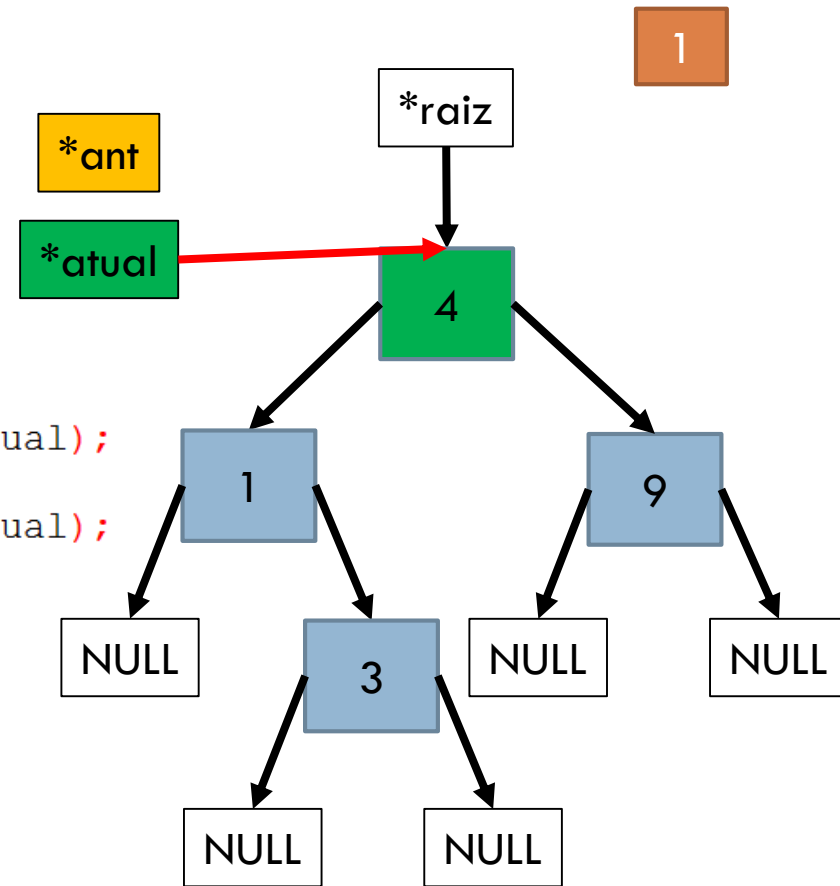 1
*raiz
*ant
*atual
4
ual);
1
9
ual);
NULL
3
NULL
NULL
NULL
NULL